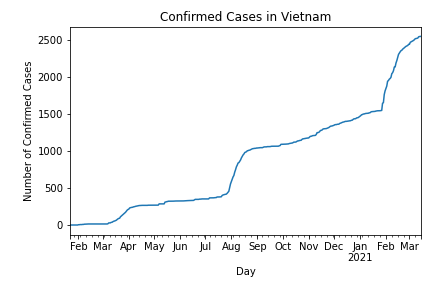 Confirmed Cases in Vietnam
Number of Confirmed Cases
2500
2000
1500
1000
500
0
Feb Mar Apr May Jun Jul Aug Sep Oct Nov Dec Jan Feb Mar
2021
Day